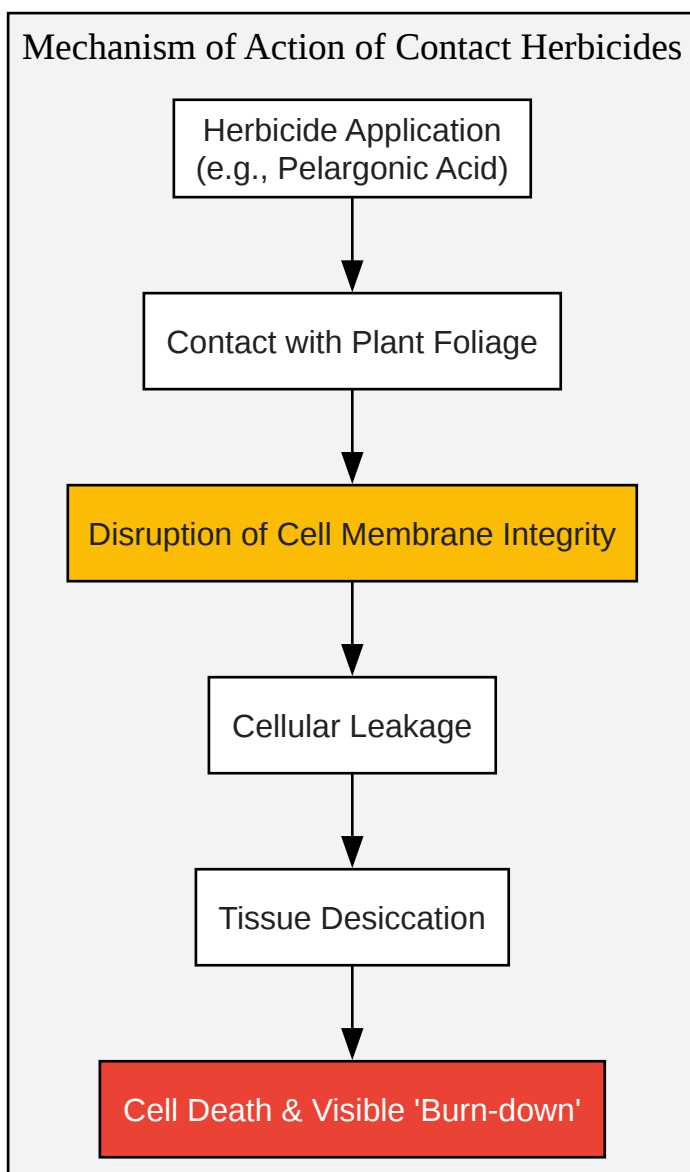 Mechanism of Action of Contact Herbicides
Herbicide Application
(e.g., Pelargonic Acid)
Contact with Plant Foliage
Disruption of Cell Membrane Integrity
Cellular Leakage
Tissue Desiccation
Cell Death & Visible 'Burn-down'